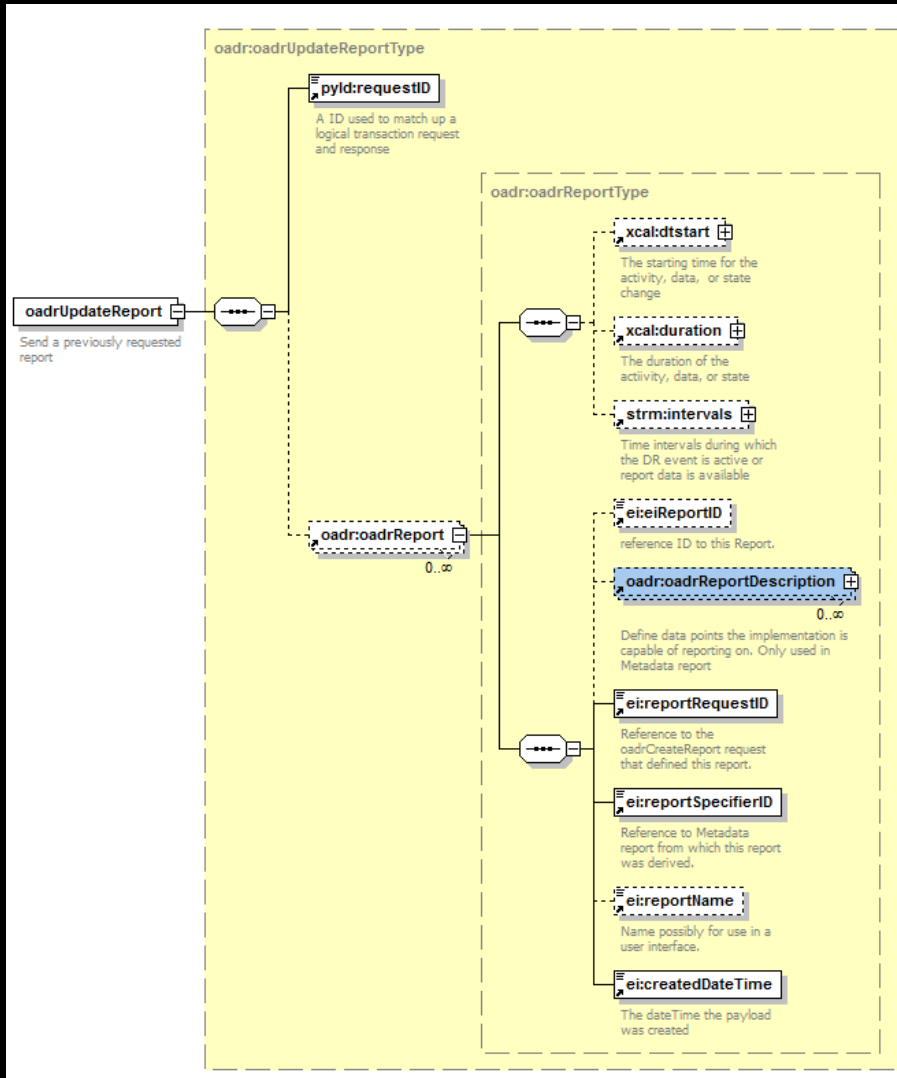 oadr:oadrUpdateReportType
pyld:requestID
A ID used to match up a
logical transaction request
and response
oadr:oadrReportType
xcal:dtstart
The starting time for the
activity, data,  or state
change
oadrUpdateReport
Send a previously requested
report
xcal:duration
The duration of the
actiivity, data, or state
strm:intervals
Time intervals during which
the DR event is active or
report data is available
oadr:oadrReport
0..∞
ei:eiReportID
reference ID to this Report.
oadr:oadrReportDescription
0..∞
Define data points the implementation is
capable of reporting on. Only used in
Metadata report
ei:reportRequestID
Reference to the
oadrCreateReport request
that defined this report.
ei:reportSpecifierID
Reference to Metadata
report from which this report
was derived.
ei:reportName
Name possibly for use in a
user interface.
ei:createdDateTime
The dateTime the payload
was created